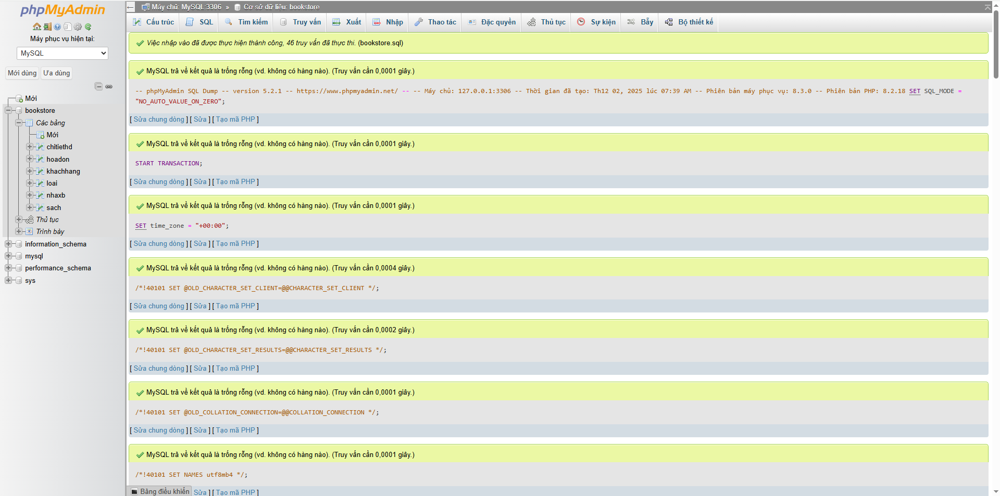 phpMyAdmin
Máy phục vụ hiện tại:
MySQL
Mới dùng
Ưa dùng
Mới
bookstore
Các bảng
Mới
chitiethd
hoadon
khachhang
loai
nhaxb
sach
Thủ tục
Trình bày
information_schema
mysql
performance_schema
sys
Máy chủ: MySQL:3306 » Cơ sở dữ liệu: bookstore
Cấu trúc SQL Tìm kiếm Truy vấn Xuất Nhập Thao tác Đặc quyền Thủ tục Sự kiện Bẫy Bộ thiết kế
Việc nhập vào đã được thực hiện thành công, 46 truy vấn đã thực thi. (bookstore.sql)
MySQL trả về kết quả là trống rỗng (vd. không có hàng nào). (Truy vấn cần 0,0001 giây.)
-- phpMyAdmin SQL Dump -- version 5.2.1 -- https://www.phpmyadmin.net/ -- -- Máy chủ: 127.0.0.1:3306 -- Thời gian đã tạo: Th12 02, 2025 lúc 07:39 AM -- Phiên bản máy phục vụ: 8.3.0 -- Phiên bản PHP: 8.2.18 SET SQL_MODE =
"NO_AUTO_VALUE_ON_ZERO";
[ Sửa chung dòng ] [ Sửa ] [ Tạo mã PHP ]
MySQL trả về kết quả là trống rỗng (vd. không có hàng nào). (Truy vấn cần 0,0001 giây.)
START TRANSACTION;
[ Sửa chung dòng ] [ Sửa ] [ Tạo mã PHP ]
MySQL trả về kết quả là trống rỗng (vd. không có hàng nào). (Truy vấn cần 0,0001 giây.)
SET time_zone = "+00:00";
[ Sửa chung dòng ] [ Sửa ] [ Tạo mã PHP ]
MySQL trả về kết quả là trống rỗng (vd. không có hàng nào). (Truy vấn cần 0,0004 giây.)
/*!40101 SET @OLD_CHARACTER_SET_CLIENT=@@CHARACTER_SET_CLIENT */;
[ Sửa chung dòng ] [ Sửa ] [ Tạo mã PHP ]
MySQL trả về kết quả là trống rỗng (vd. không có hàng nào). (Truy vấn cần 0,0002 giây.)
/*!40101 SET @OLD_CHARACTER_SET_RESULTS=@@CHARACTER_SET_RESULTS */;
[ Sửa chung dòng ] [ Sửa ] [ Tạo mã PHP ]
MySQL trả về kết quả là trống rỗng (vd. không có hàng nào). (Truy vấn cần 0,0001 giây.)
/*!40101 SET @OLD_COLLATION_CONNECTION=@@COLLATION_CONNECTION */;
[ Sửa chung dòng ] [ Sửa ] [ Tạo mã PHP ]
MySQL trả về kết quả là trống rỗng (vd. không có hàng nào). (Truy vấn cần 0,0001 giây.)
/*!40101 SET NAMES utf8mb4 */;
Bảng điều khiển Sửa ] [ Tạo mã PHP ]